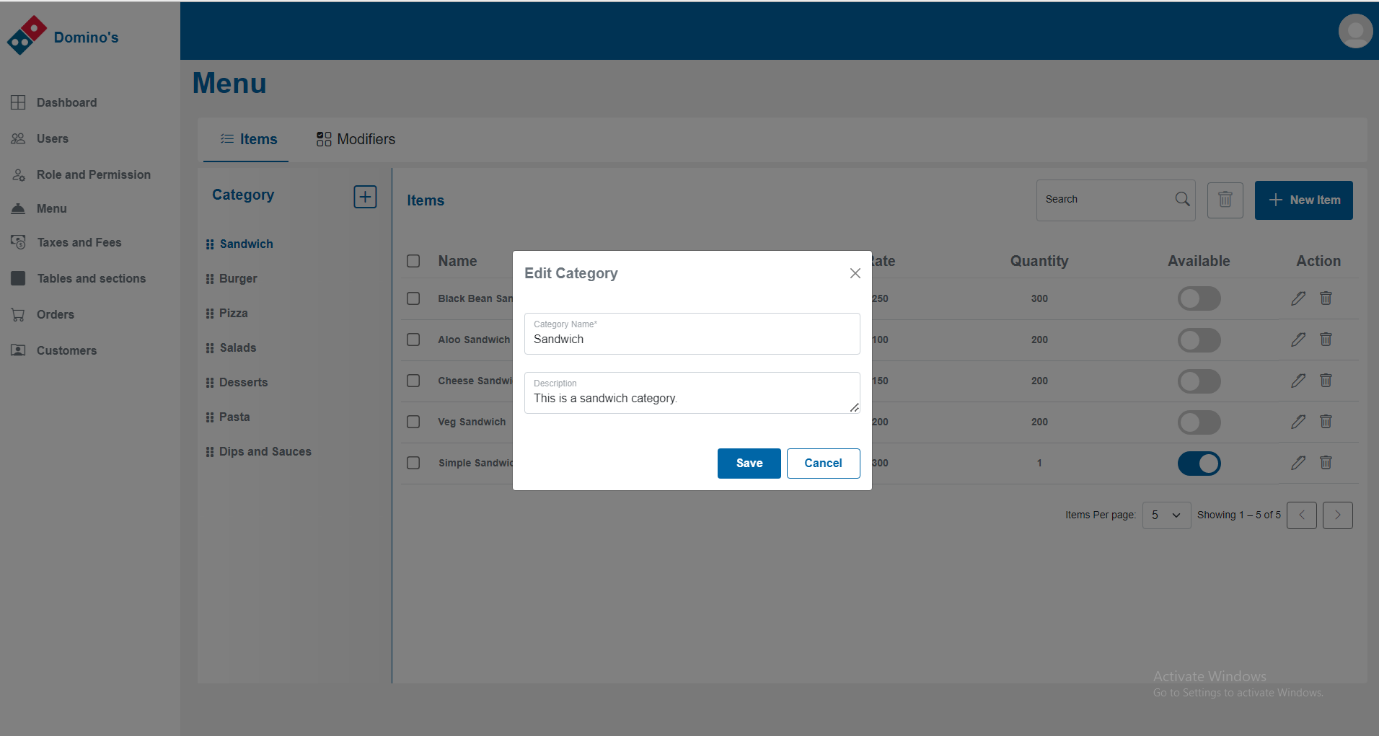 Domino's
Menu
Dashboard
Users
Role and Permission
Menu
Taxes and Fees
Tables and sections
Orders
Customers
Items
Modifiers
Category
Sandwich
Burger
Pizza
Salads
Desserts
Pasta
Dips and Sauces
Items
Search
New Item
Name Quantity Available Action
Black Bean 250 300
Aloo Sandwich 100 200
Cheese 150 200
Veg Sandwich 200 200
Simple 300 1
Items Per page: 5 Showing 1 – 5 of 5
Edit Category
Category Name*
Sandwich
Description
This is a sandwich category.
Save Cancel
Activate Windows
Go to Settings to activate Windows.